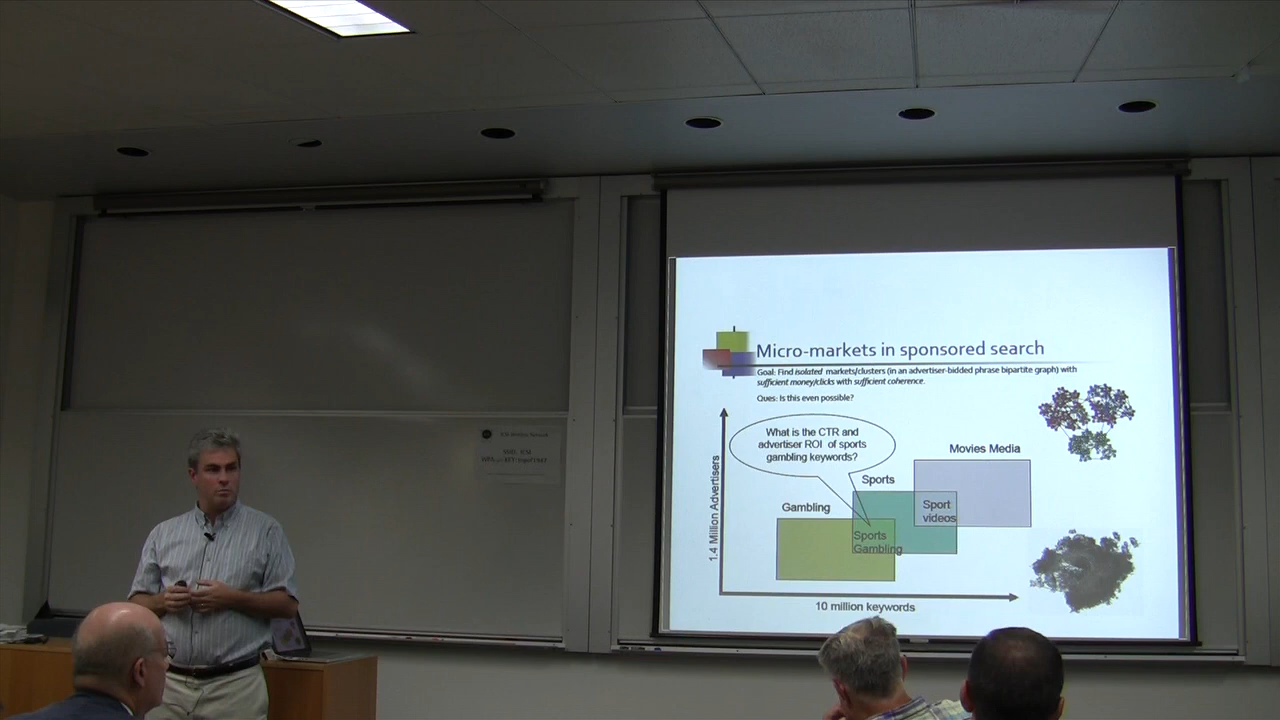 Micro-markets in sponsored search
Goal: Find isolated markets/clusters (in an advertiser-bidded phrase bipartite graph) with
sufficient money/clicks with sufficient coherence.
Ques: Is this even possible?
What is the CTR and
advertiser ROI of sports
gambling keywords?
Movies Media
Sports
Gambling
Sport
videos
Sports
Gambling
1.4 Million Advertisers
10 million keywords